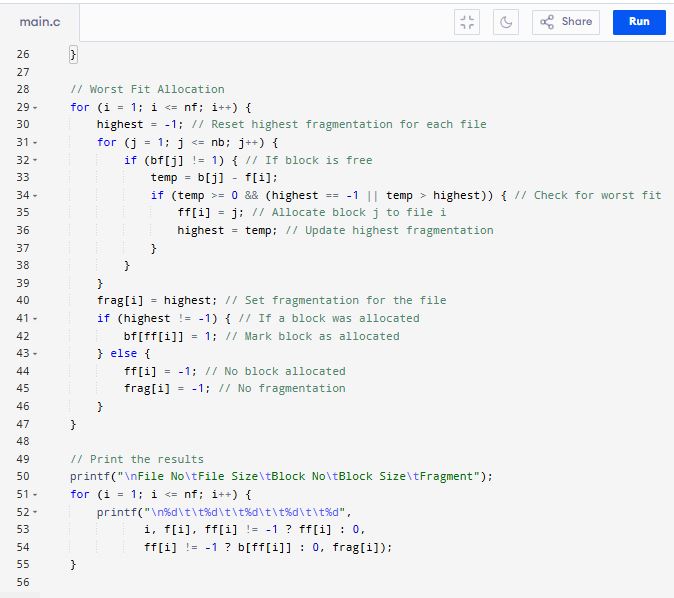 main.c
Share
Run
26 }
27
28 // Worst Fit Allocation
29 for (i = 1; i <= nf; i++) {
30 highest = -1; // Reset highest fragmentation for each file
31 for (j = 1; j <= nb; j++) {
32 if (bf[j] != 1) { // If block is free
33 temp = b[j] - f[i];
34 if (temp >= 0 && (highest == -1 || temp > highest)) { // Check for worst fit
35 ff[i] = j; // Allocate block j to file i
36 highest = temp; // Update highest fragmentation
37 }
38 }
39 }
40 frag[i] = highest; // Set fragmentation for the file
41 if (highest != -1) { // If a block was allocated
42 bf[ff[i]] = 1; // Mark block as allocated
43 } else {
44 ff[i] = -1; // No block allocated
45 frag[i] = -1; // No fragmentation
46 }
47 }
48
49 // Print the results
50 printf("\nFile No\tFile Size\tBlock No\tBlock Size\tFragment");
51 for (i = 1; i <= nf; i++) {
52 printf("\n%d\t\t%d\t\t%d\t\t%d\t\t%d",
53 i, f[i], ff[i] != -1 ? ff[i] : 0,
54 ff[i] != -1 ? b[ff[i]] : 0, frag[i]);
55 }
56